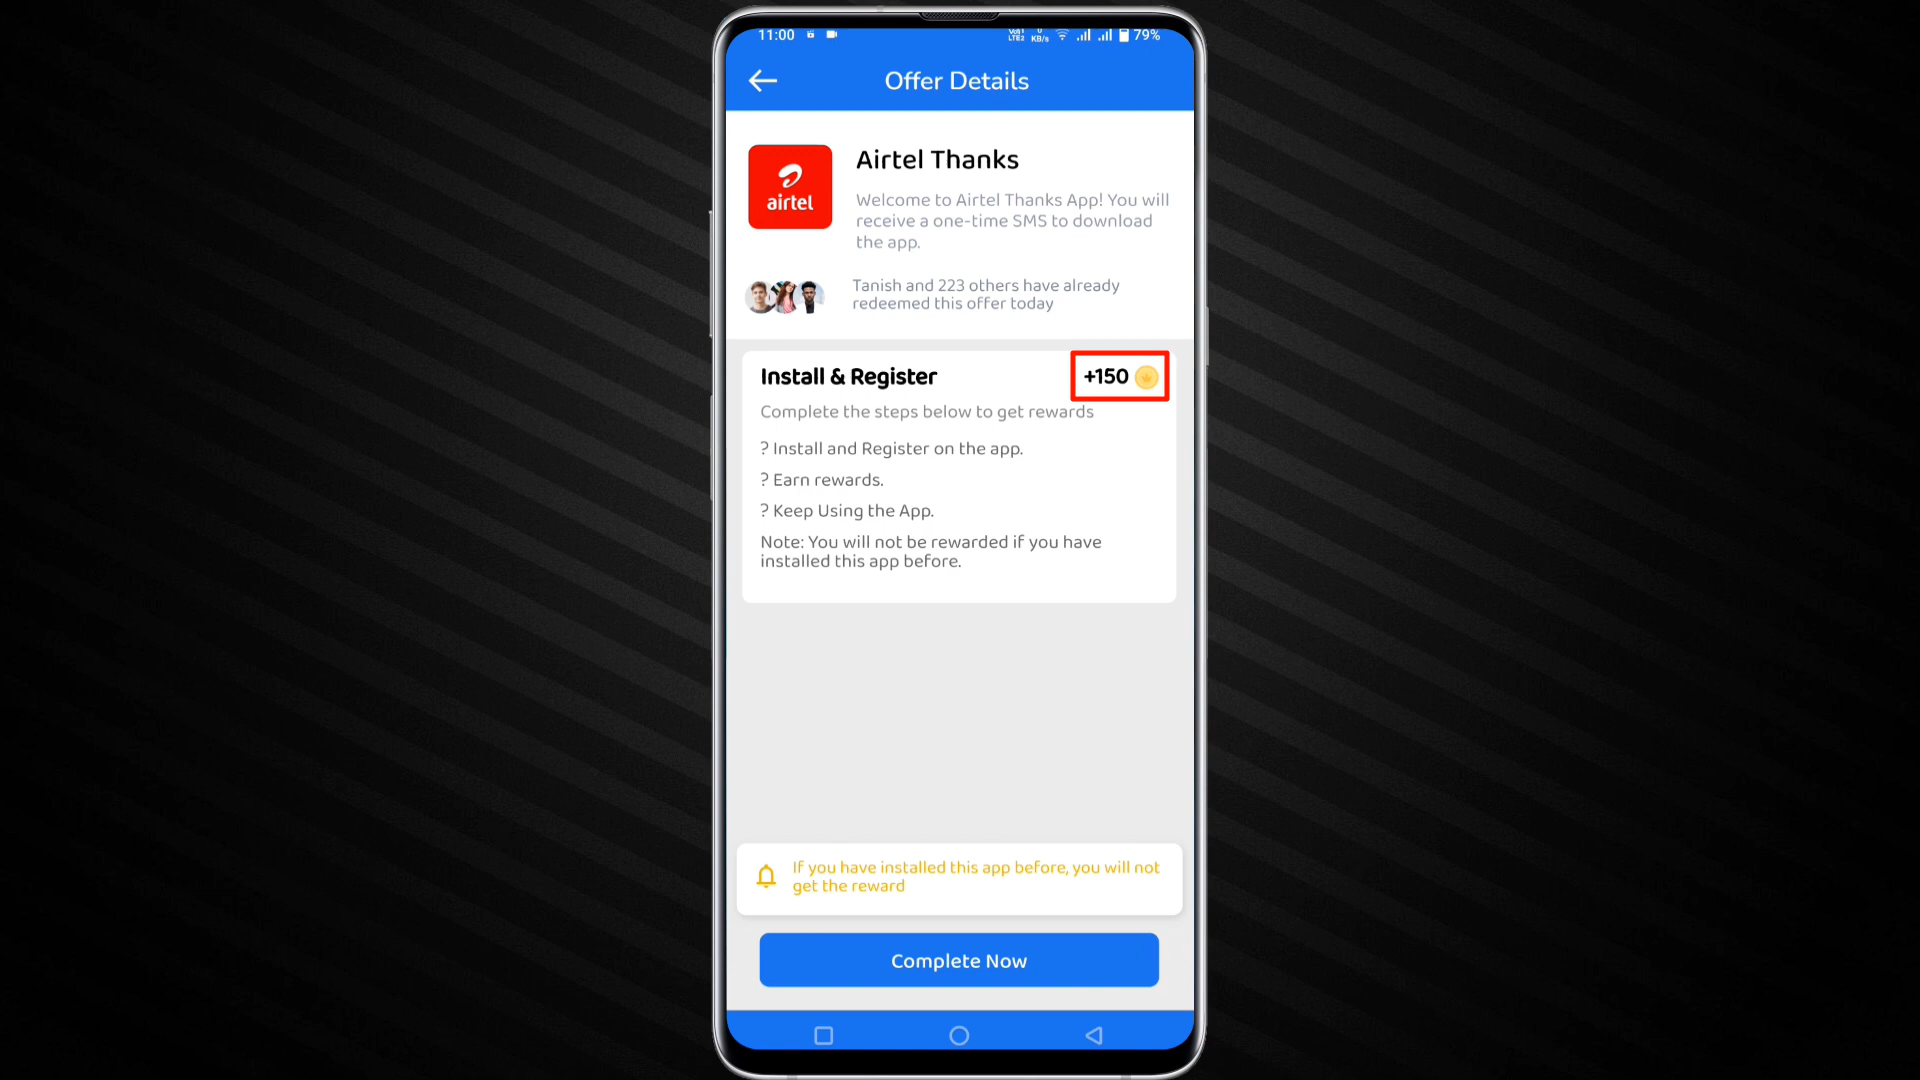 11:00
Vo1 LTE2 0 KB/s 79%
Offer Details
airtel
Airtel Thanks
Welcome to Airtel Thanks App! You will
receive a one-time SMS to download
the app.
Tanish and 223 others have already
redeemed this offer today
Install & Register +150
Complete the steps below to get rewards
? Install and Register on the app.
? Earn rewards.
? Keep Using the App.
Note: You will not be rewarded if you have
installed this app before.
If you have installed this app before, you will not
get the reward
Complete Now